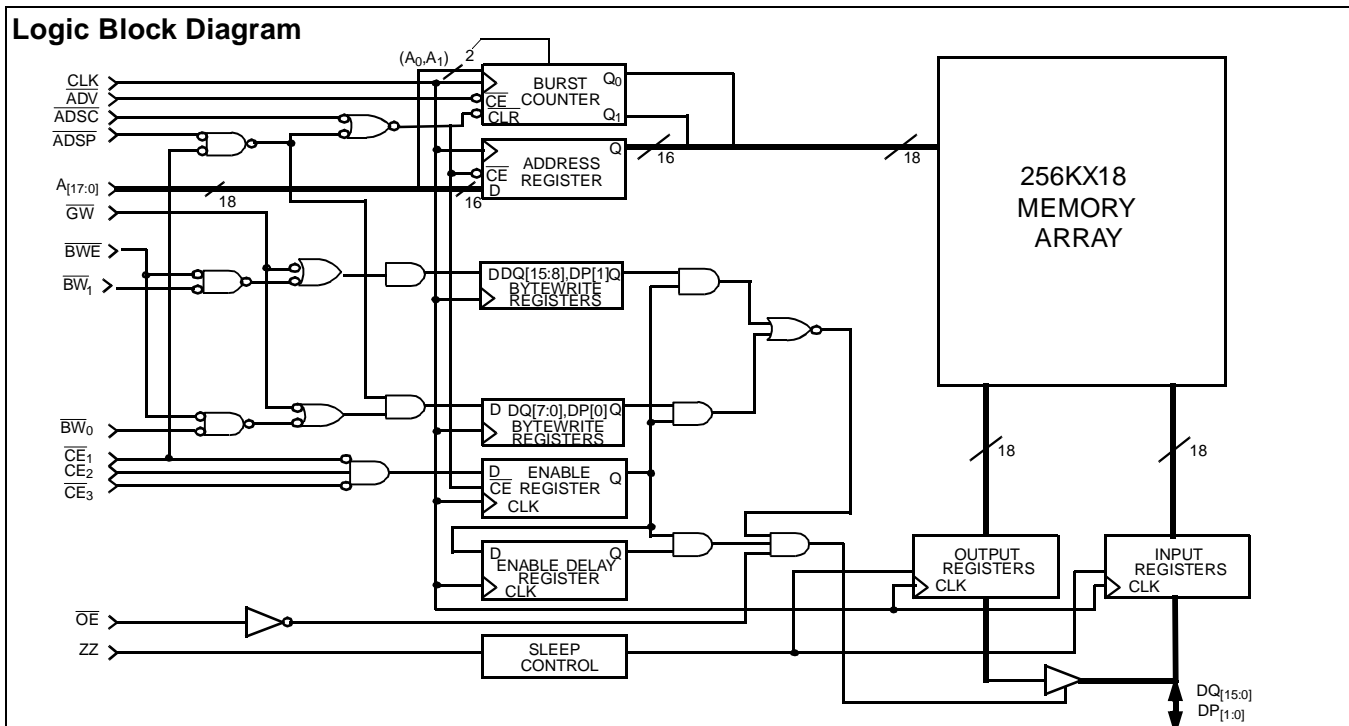 Logic Block Diagram
(A0,A1)
2
CLK
ADV
ADSC
ADSP
A[17:0]
18
GW
BWE
BW1
BW0
CE1
CE2
CE3
OE
ZZ
BURST
COUNTER
CE
CLR
Q0
Q1
ADDRESS
REGISTER
CE
D
Q
16
16
18
256KX18
MEMORY
ARRAY
D DQ[15:8],DP[1] Q
BYTEWRITE
REGISTERS
D DQ[7:0],DP[0] Q
BYTEWRITE
REGISTERS
D ENABLE Q
CE REGISTER
CLK
D Q
ENABLE DELAY
REGISTER
CLK
SLEEP
CONTROL
18
18
OUTPUT
REGISTERS
CLK
INPUT
REGISTERS
CLK
DQ[15:0]
DP[1:0]